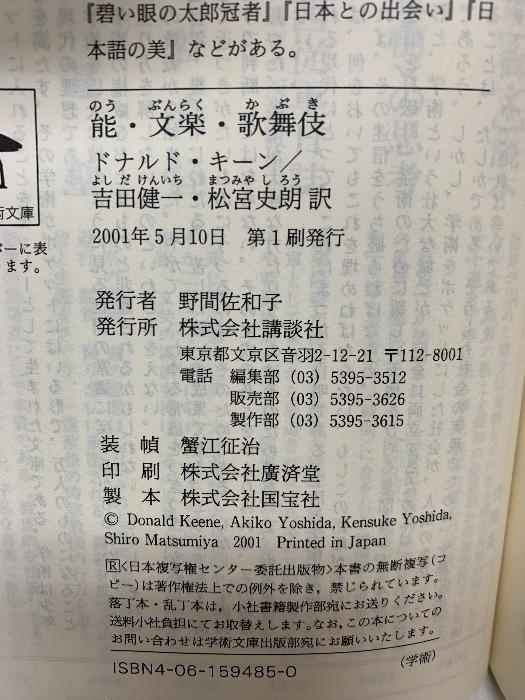 『碧い眼の太郎冠者』『日本との出会い』『日
本語の美』などがある。
のう ぶんらく かぶき
能・文楽・歌舞伎
ドナルド・キーン／
よしだけんいち まつみやしろう
吉田健一・松宮史朗 訳
2001年5月10日 第1刷発行
発行者 野間佐和子
発行所 株式会社講談社
東京都文京区音羽2-12-21 〒112-8001
電話 編集部 (03) 5395-3512
販売部 (03) 5395-3626
製作部 (03) 5395-3615
装 幀 蟹江征治
印 刷 株式会社廣済堂
製 本 株式会社国宝社
© Donald Keene, Akiko Yoshida, Kensuke Yoshida,
Shiro Matsumiya 2001 Printed in Japan
R〈日本複写権センター委託出版物〉本書の無断複写(コ
ピー)は著作権法上での例外を除き，禁じられています。
落丁本・乱丁本は，小社書籍製作部宛にお送りください。
送料小社負担にてお取替えします。なお，この本についての
お問い合わせは学術文庫出版部宛にお願いいたします。
ISBN4-06-159485-0
(学術)
術文庫
バーに表
ます。